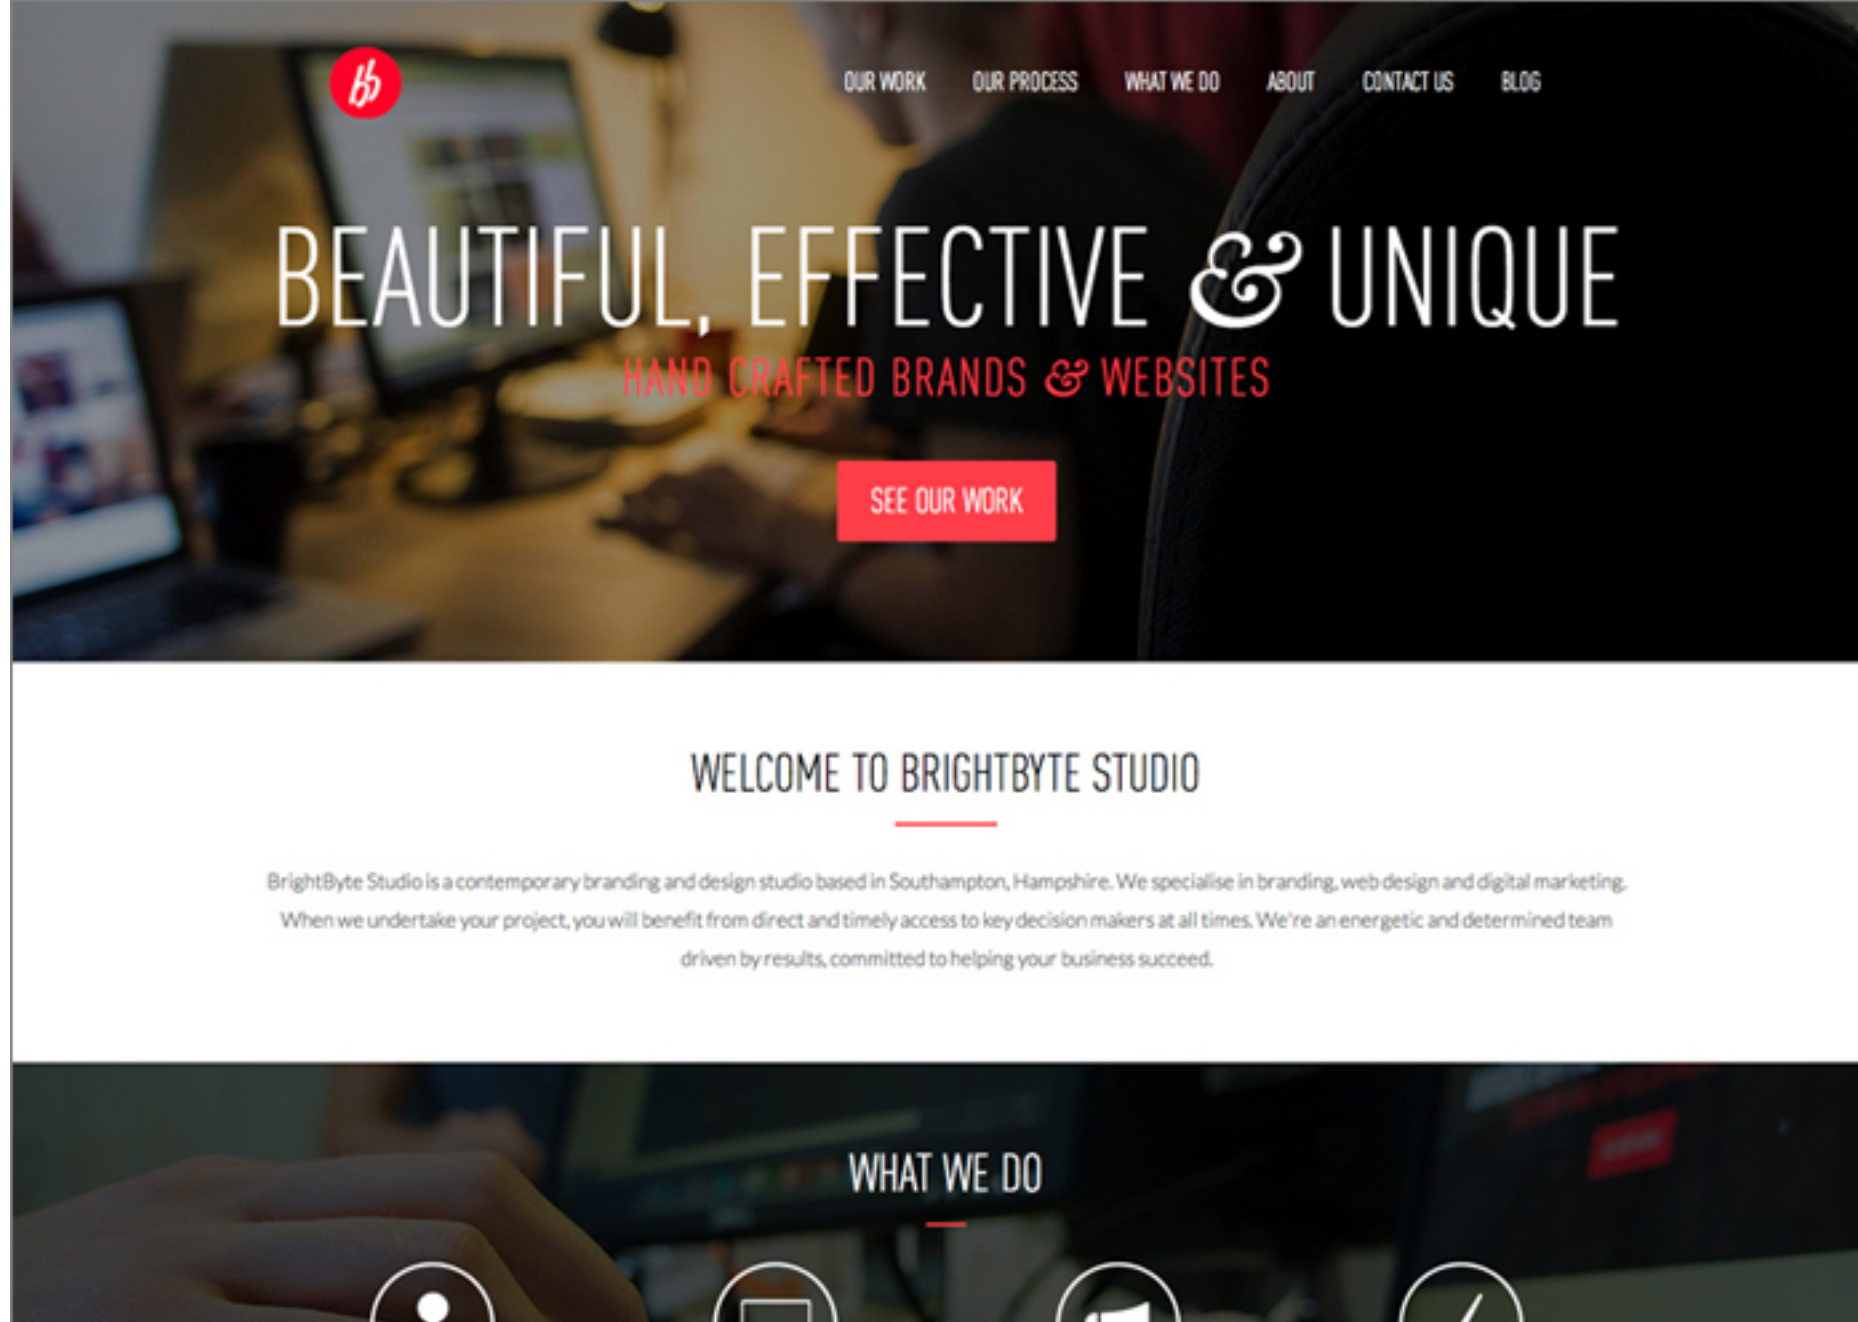 bb
OUR WORK OUR PROCESS WHAT WE DO ABOUT CONTACT US BLOG
BEAUTIFUL, EFFECTIVE & UNIQUE
HAND CRAFTED BRANDS & WEBSITES
SEE OUR WORK
WELCOME TO BRIGHTBYTE STUDIO
BrightByte Studio is a contemporary branding and design studio based in Southampton, Hampshire. We specialise in branding, web design and digital marketing.
When we undertake your project, you will benefit from direct and timely access to key decision makers at all times. We're an energetic and determined team
driven by results, committed to helping your business succeed.
WHAT WE DO